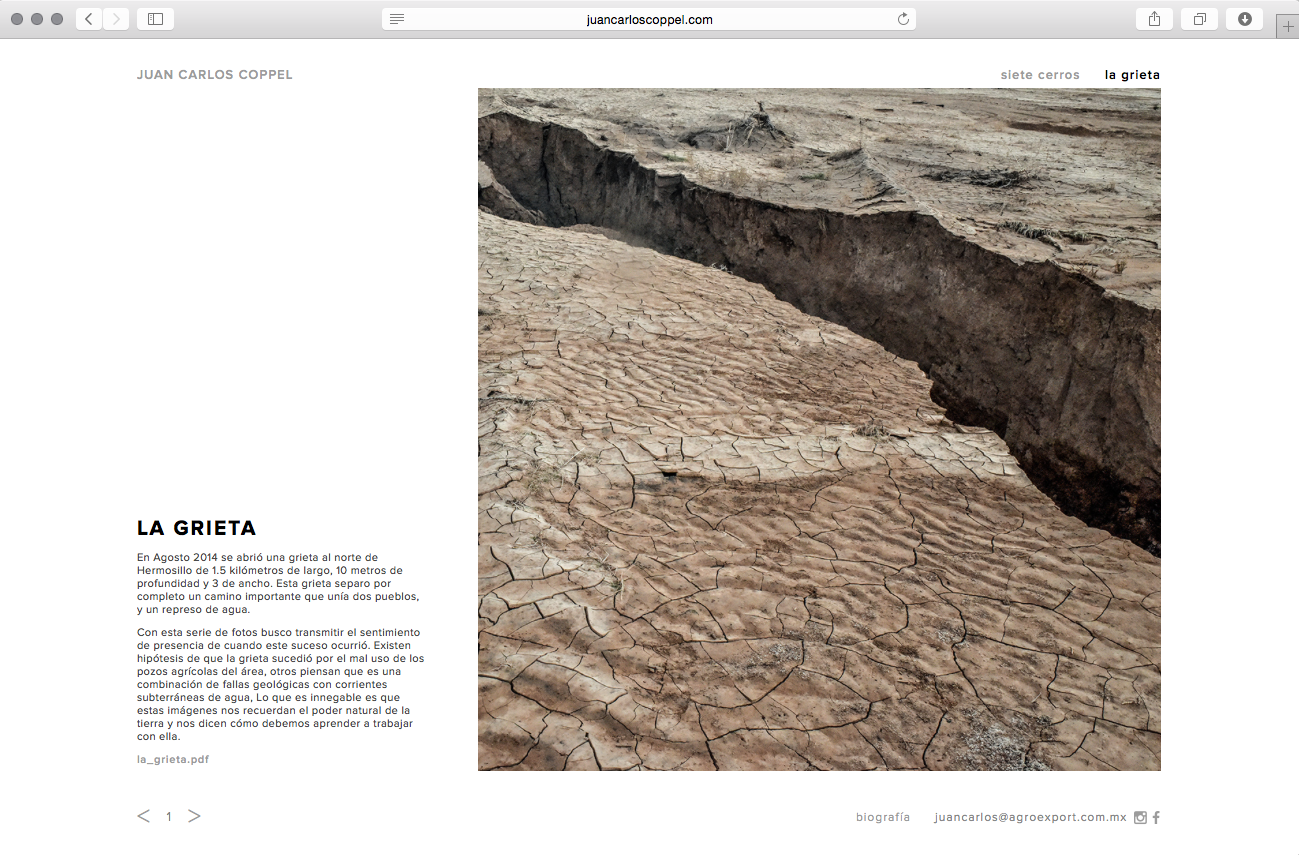 juancarloscoppel.com
JUAN CARLOS COPPEL
siete cerros la grieta
LA GRIETA
En Agosto 2014 se abrió una grieta al norte de
Hermosillo de 1.5 kilómetros de largo, 10 metros de
profundidad y 3 de ancho. Esta grieta separo por
completo un camino importante que unía dos pueblos,
y un represo de agua.
Con esta serie de fotos busco transmitir el sentimiento
de presencia de cuando este suceso ocurrió. Existen
hipótesis de que la grieta sucedió por el mal uso de los
pozos agrícolas del área, otros piensan que es una
combinación de fallas geológicas con corrientes
subterráneas de agua, Lo que es innegable es que
estas imágenes nos recuerdan el poder natural de la
tierra y nos dicen cómo debemos aprender a trabajar
con ella.
la_grieta.pdf
< 1 >
biografía juancarlos@agroexport.com.mx